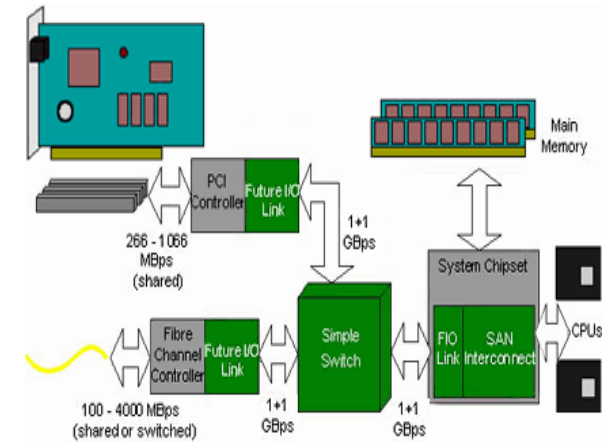 Main
Memory
PCI
Controller
Future I/O
Link
266 - 1066
MBps
(shared)
1+1
GBps
System Chipset
FIO
Link
SAN
Interconnect
CPUs
Simple
Switch
Fibre
Channel
Controller
Future I/O
Link
100 - 4000 MBps
(shared or switched)
1+1
GBps
1+1
GBps